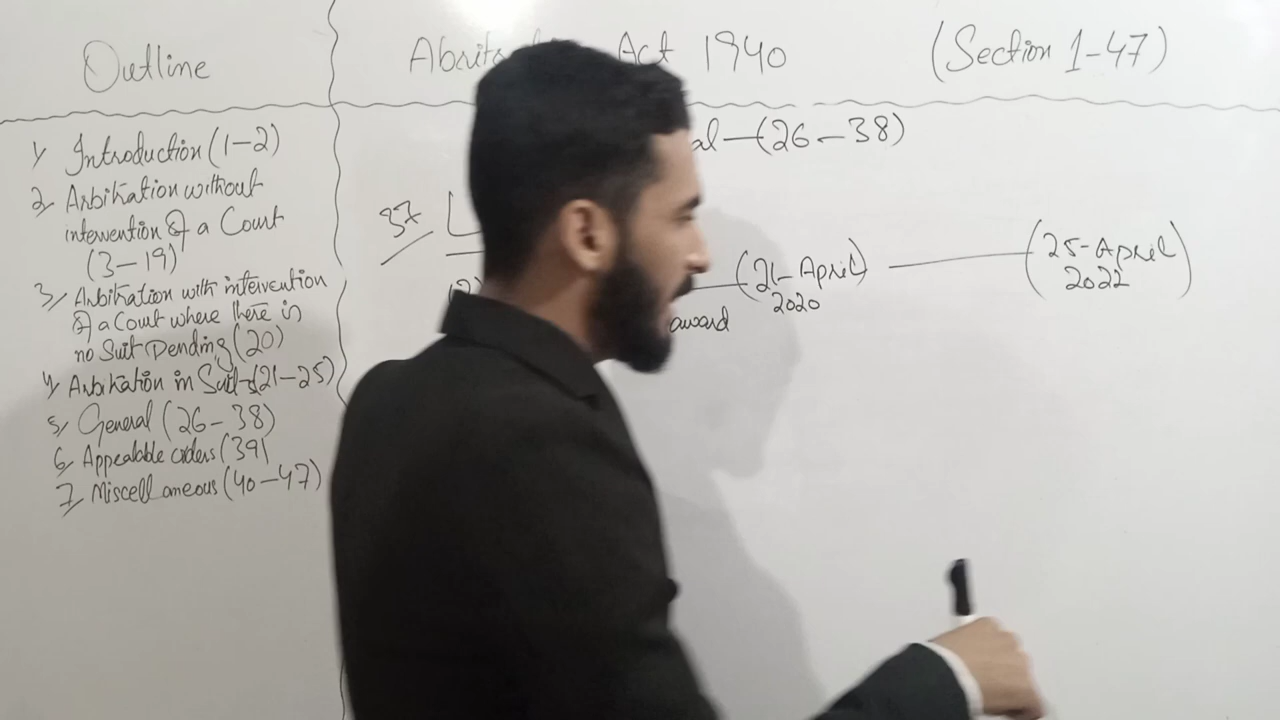 Outline
Abrit Act 1940
(Section 1-47)
1, Introduction (1-2)
2, Arbitration without
intervention of a Court
(3-19)
3, Arbitration with intervention
of a Court where there is
no Suit Pending (20)
4, Arbitration in Suit-(21-25)
5, General (26-38)
6, Appealable orders (39)
7, Miscellaneous (40-47)
al-(26-38)
37
(21-April
2020)
(25-April
2022)
award